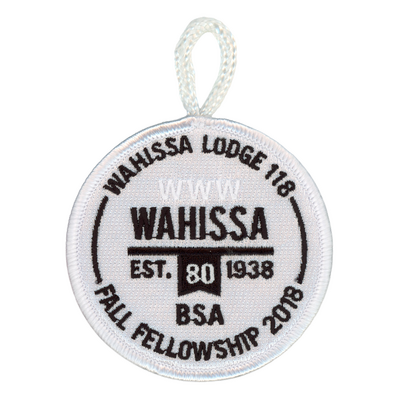 WAHISSA LODGE 118
WWW
WAHISSA
EST. 80 1938
BSA
FALL FELLOWSHIP 2018